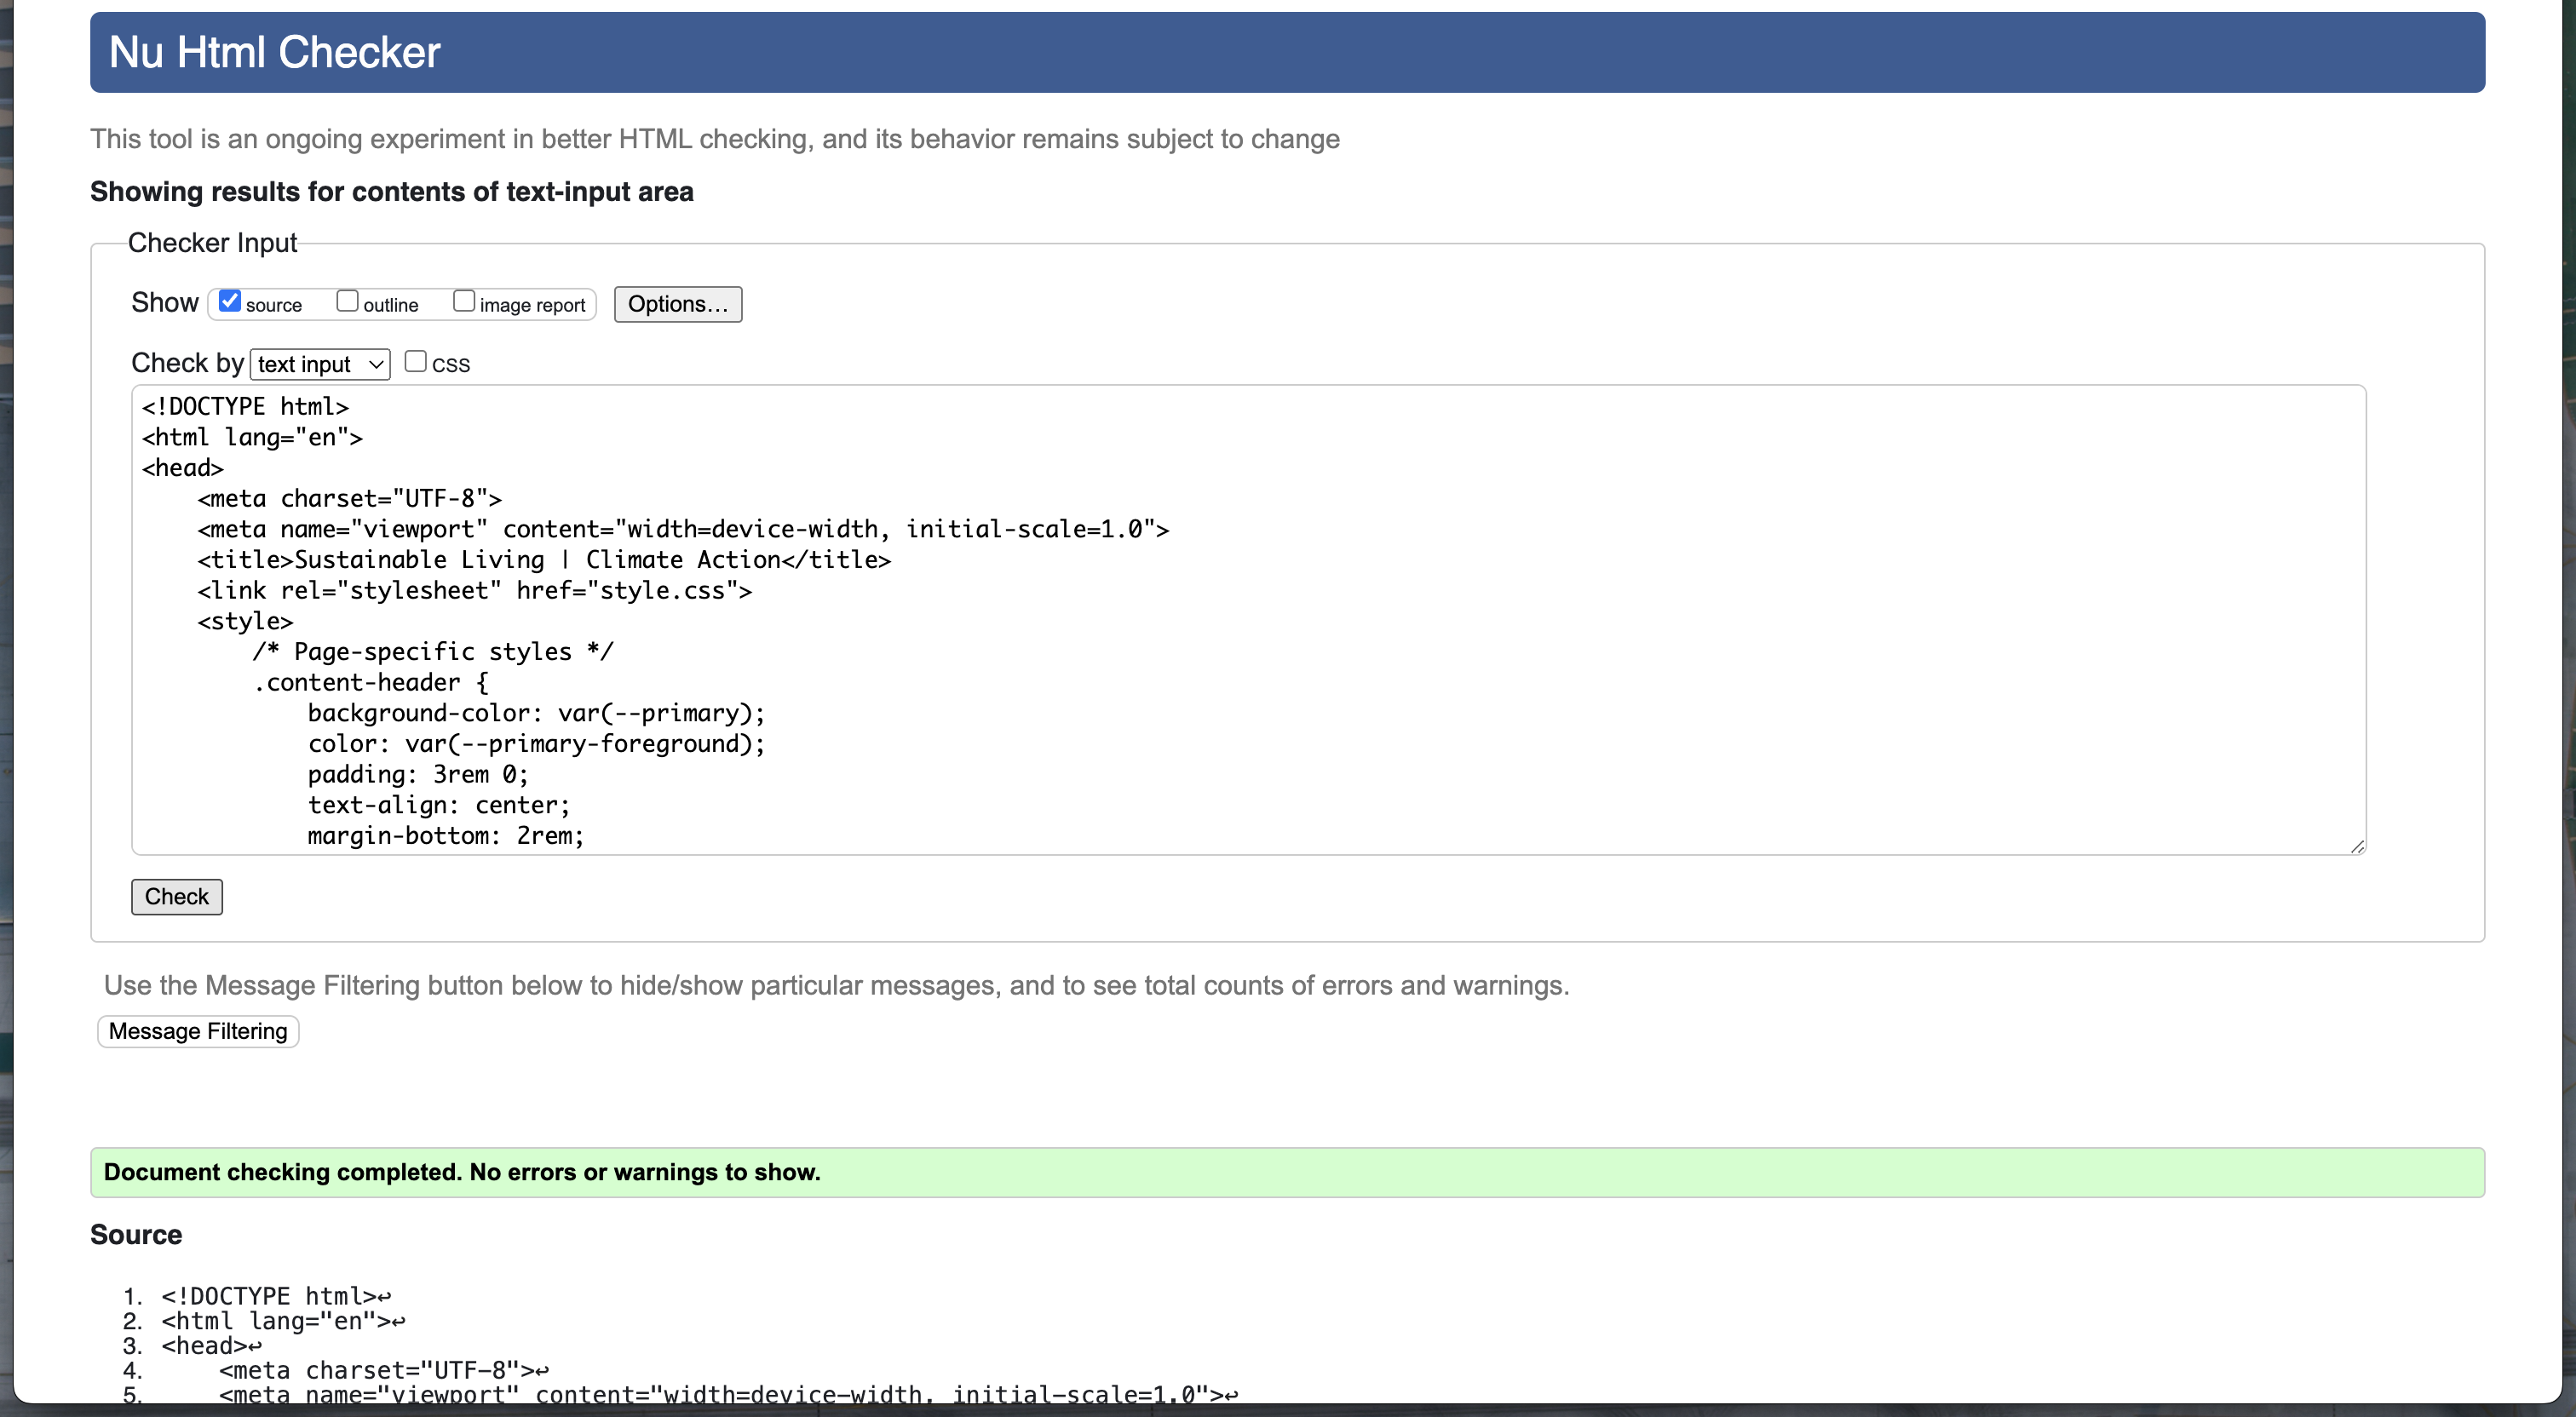 Nu Html Checker
This tool is an ongoing experiment in better HTML checking, and its behavior remains subject to change
Showing results for contents of text-input area
Checker Input
Show source outline image report Options...
Check by text input CSS
<!DOCTYPE html>
<html lang="en">
<head>
    <meta charset="UTF-8">
    <meta name="viewport" content="width=device-width, initial-scale=1.0">
    <title>Sustainable Living | Climate Action</title>
    <link rel="stylesheet" href="style.css">
    <style>
        /* Page-specific styles */
        .content-header {
            background-color: var(--primary);
            color: var(--primary-foreground);
            padding: 3rem 0;
            text-align: center;
            margin-bottom: 2rem;
Check
Use the Message Filtering button below to hide/show particular messages, and to see total counts of errors and warnings.
Message Filtering
Document checking completed. No errors or warnings to show.
Source
1. <!DOCTYPE html>↩
2. <html lang="en">↩
3. <head>↩
4.     <meta charset="UTF-8">↩
5.     <meta name="viewport" content="width=device-width, initial-scale=1.0">↩